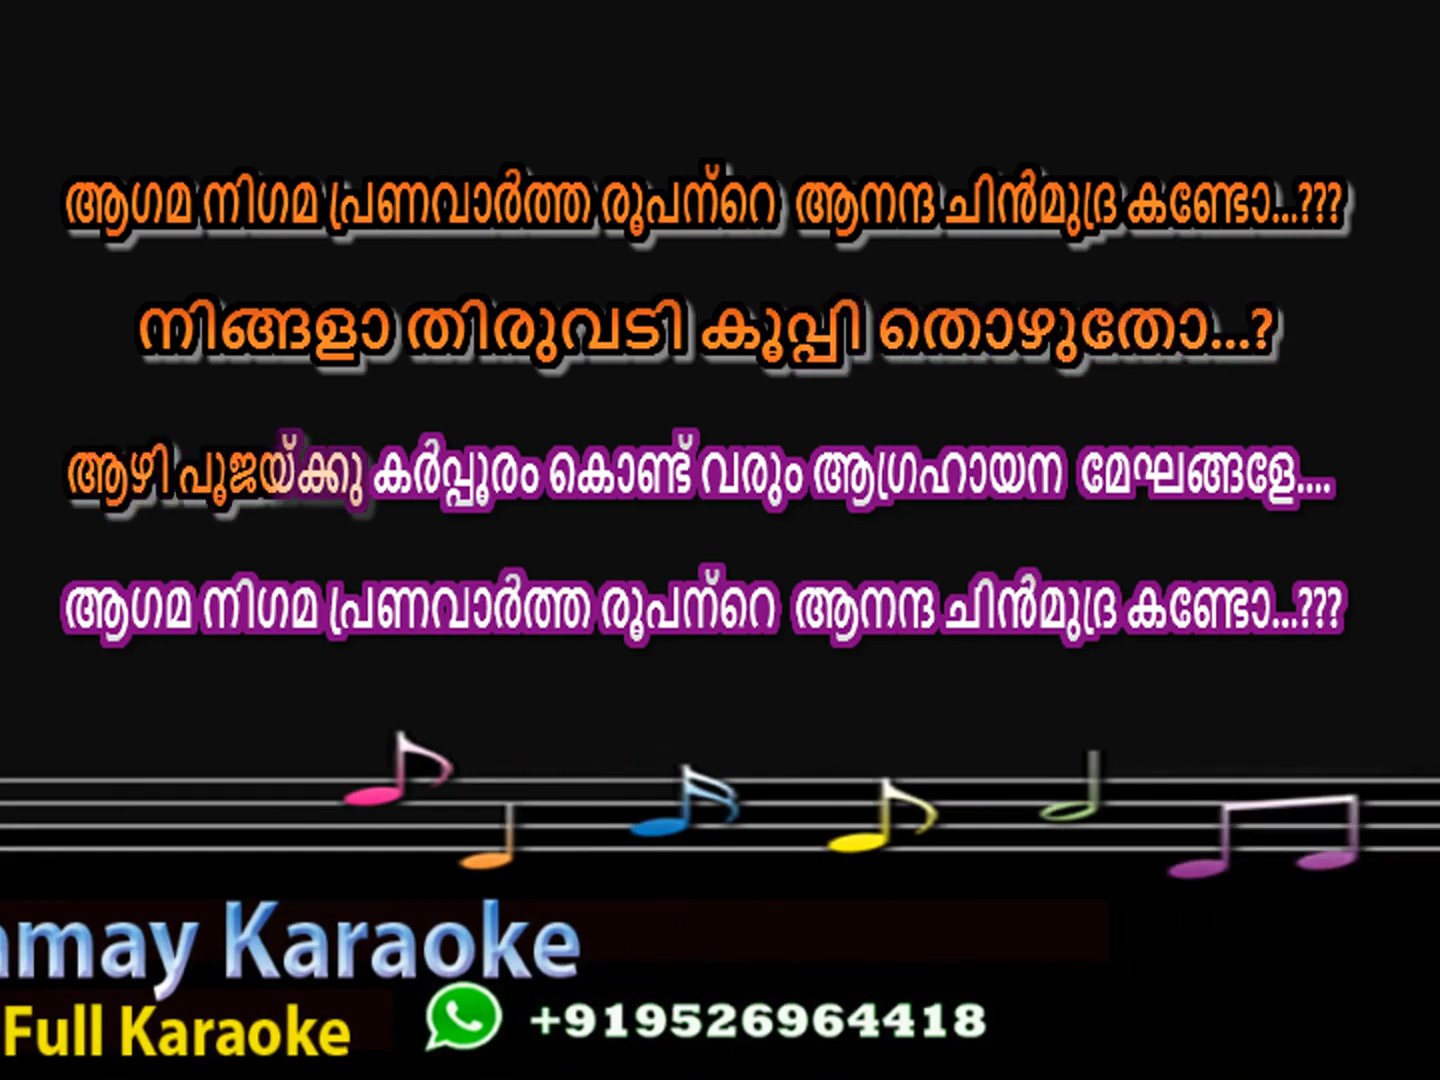 ആഗമ നിഗമ പ്രണവാർത്ത രൂപന്റെ ആനന്ദ ചിൻമുദ്ര കണ്ടോ...???
നിങ്ങളാ തിരുവടി കൂപ്പി തൊഴുതോ...?
ആഴി പൂജയ്ക്കു കർപ്പൂരം കൊണ്ട് വരും ആഗ്രഹായന മേഘങ്ങളേ....
ആഗമ നിഗമ പ്രണവാർത്ത രൂപന്റെ ആനന്ദ ചിൻമുദ്ര കണ്ടോ...???
Karaoke
Full Karaoke
+919526964418